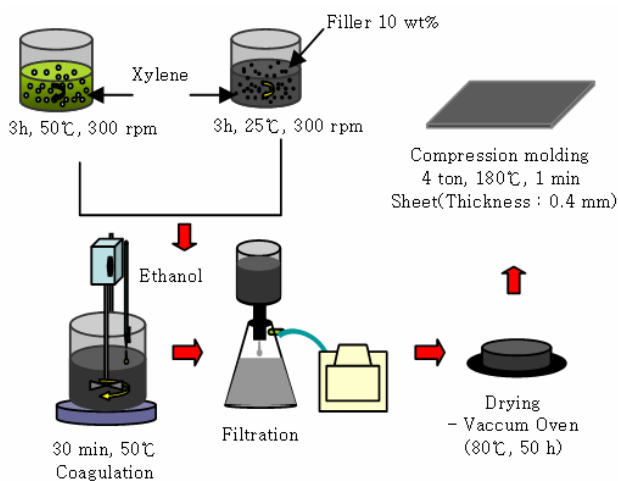 Filler 10 wt%
Xylene
3h, 50℃, 300 rpm
3h, 25℃, 300 rpm
Compression molding
4 ton, 180℃, 1 min
Sheet(Thickness : 0.4 mm)
Ethanol
30 min, 50℃
Coagulation
Filtration
Drying
- Vaccum Oven
(80℃, 50 h)